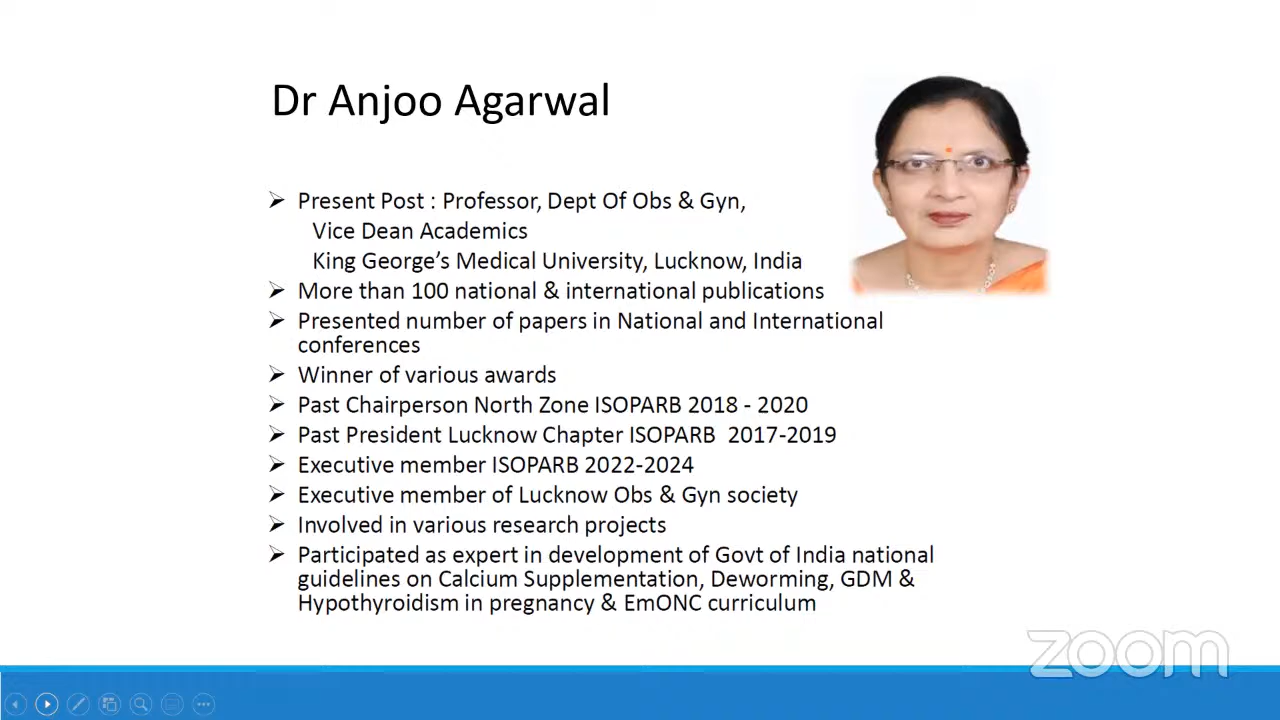 Dr Anjoo Agarwal
➢ Present Post : Professor, Dept Of Obs & Gyn,
Vice Dean Academics
King George's Medical University, Lucknow, India
➢ More than 100 national & international publications
➢ Presented number of papers in National and International
conferences
➢ Winner of various awards
➢ Past Chairperson North Zone ISOPARB 2018 - 2020
➢ Past President Lucknow Chapter ISOPARB 2017-2019
➢ Executive member ISOPARB 2022-2024
➢ Executive member of Lucknow Obs & Gyn society
➢ Involved in various research projects
➢ Participated as expert in development of Govt of India national
guidelines on Calcium Supplementation, Deworming, GDM &
Hypothyroidism in pregnancy & EmONC curriculum
zoom